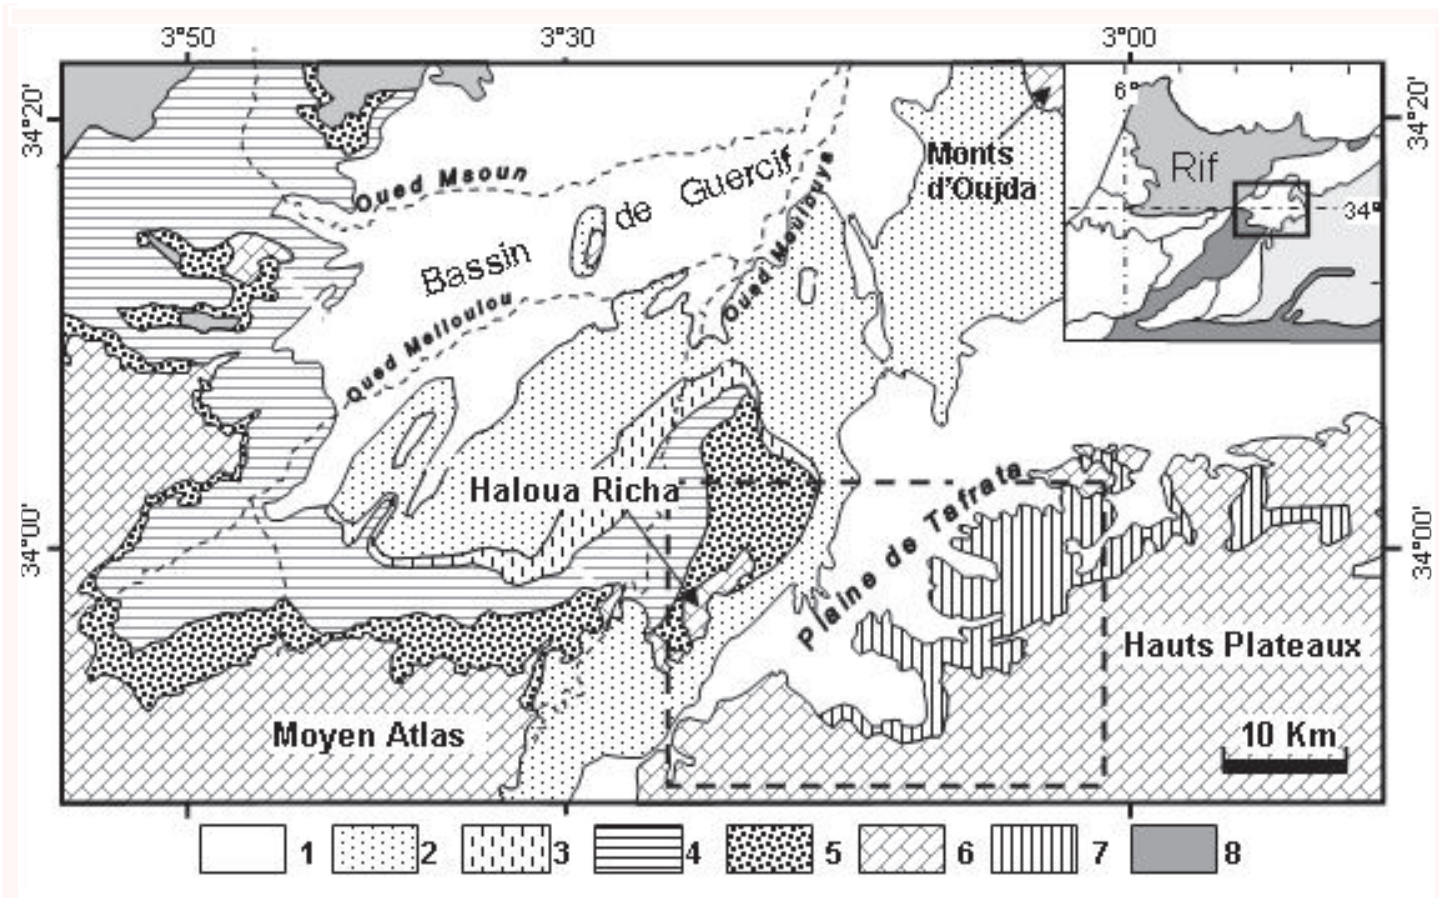 3°50 3°30 3°00
34°20'
34°20'
6°
Rif
34°
Monts
d'Oujda
Oued Msoun
Bassin de Guercif
Oued Moulouya
Oued Melloulou
Haloua Richa
Plaine de Tafrata
34°00'
34°00'
Hauts Plateaux
Moyen Atlas
10 Km
1 2 3 4 5 6 7 8